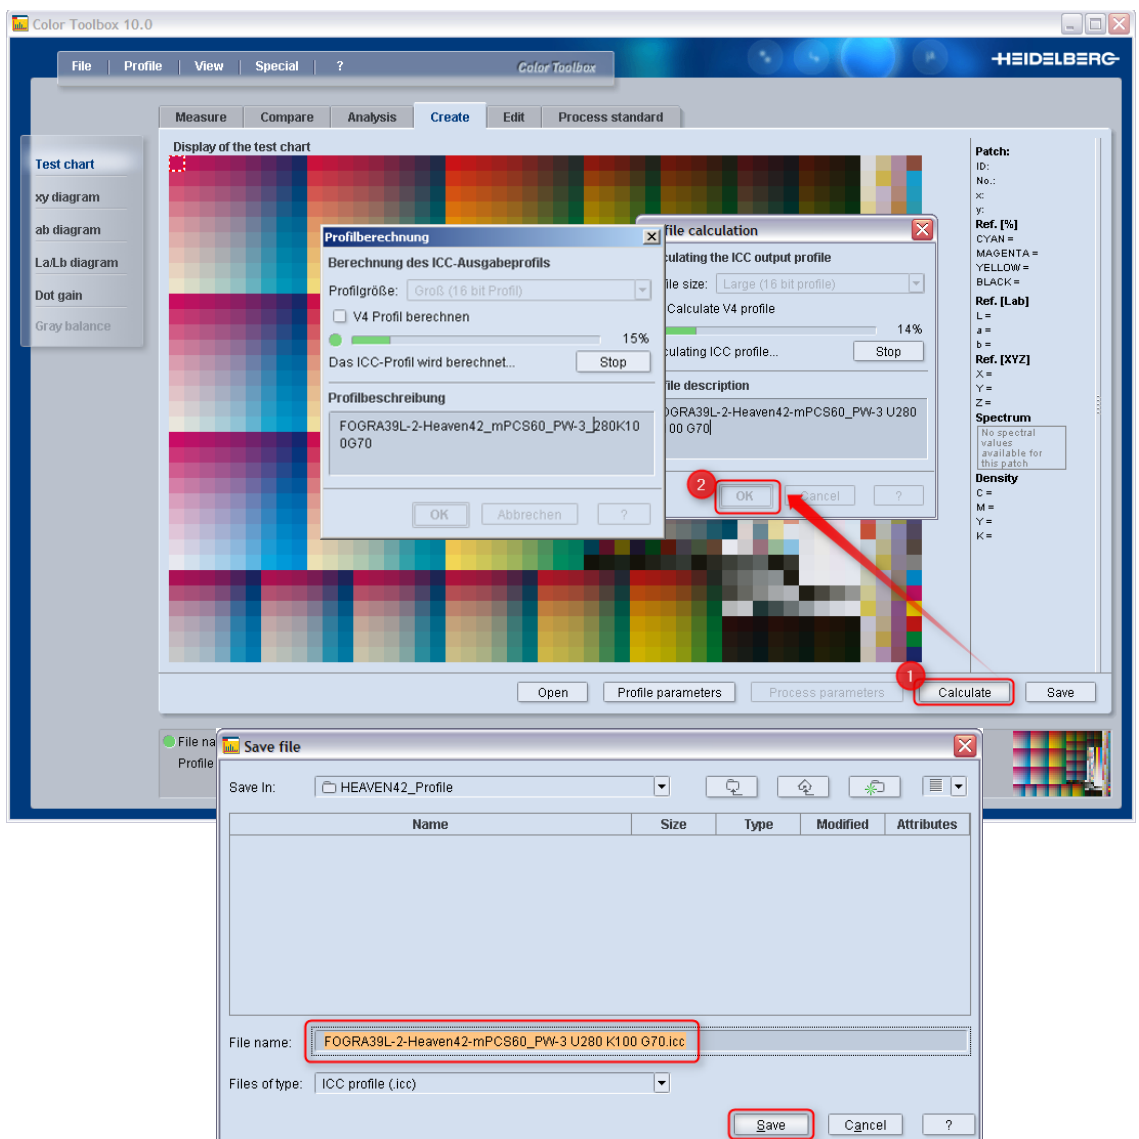 Color Toolbox 10.0
File Profile View Special ?
Color Toolbox
HEIDELBERG
Measure Compare Analysis Create Edit Process standard
Test chart
xy diagram
ab diagram
La/Lb diagram
Dot gain
Gray balance
Display of the test chart
Profilberechnung
Berechnung des ICC-Ausgabeprofils
Profilgröße: Groß (16 bit Profil)
V4 Profil berechnen
15%
Das ICC-Profil wird berechnet... Stop
Profilbeschreibung
FOGRA39L-2-Heaven42_mPCS60_PW-3_280K10
0G70
OK Abbrechen ?
file calculation
culating the ICC output profile
file size: Large (16 bit profile)
Calculate V4 profile
14%
culating ICC profile... Stop
file description
OGRA39L-2-Heaven42-mPCS60_PW-3 U280
00 G70
2
OK Cancel ?
Patch:
ID:
No.:
x:
y:
Ref. [%]
CYAN =
MAGENTA =
YELLOW =
BLACK =
Ref. [Lab]
L =
a =
b =
Ref. [XYZ]
X =
Y =
Z =
Spectrum
No spectral
values
available for
this patch
Density
C =
M =
Y =
K =
1
Open Profile parameters Process parameters Calculate Save
File na
Profile
Save file
Save In: HEAVEN42_Profile
Name Size Type Modified Attributes
File name: FOGRA39L-2-Heaven42-mPCS60_PW-3 U280 K100 G70.icc
Files of type: ICC profile (.icc)
Save Cancel ?